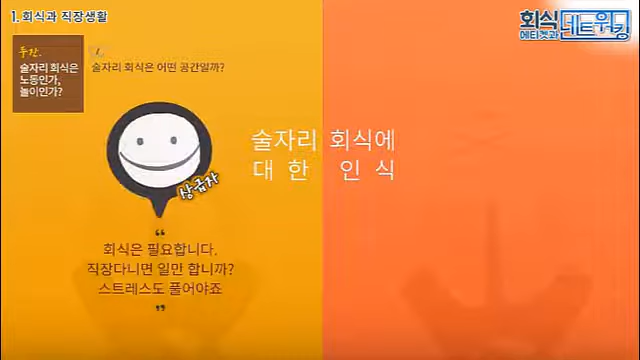 1. 회식과 직장생활
회식
에티켓과
네트워킹
술자리 회식은
노동인가,
놀이인가?
술자리 회식은 어떤 공간일까?
술자리 회식에
대한 인식
상급자
“
회식은 필요합니다.
직장다니면 일만 합니까?
스트레스도 풀어야죠
”